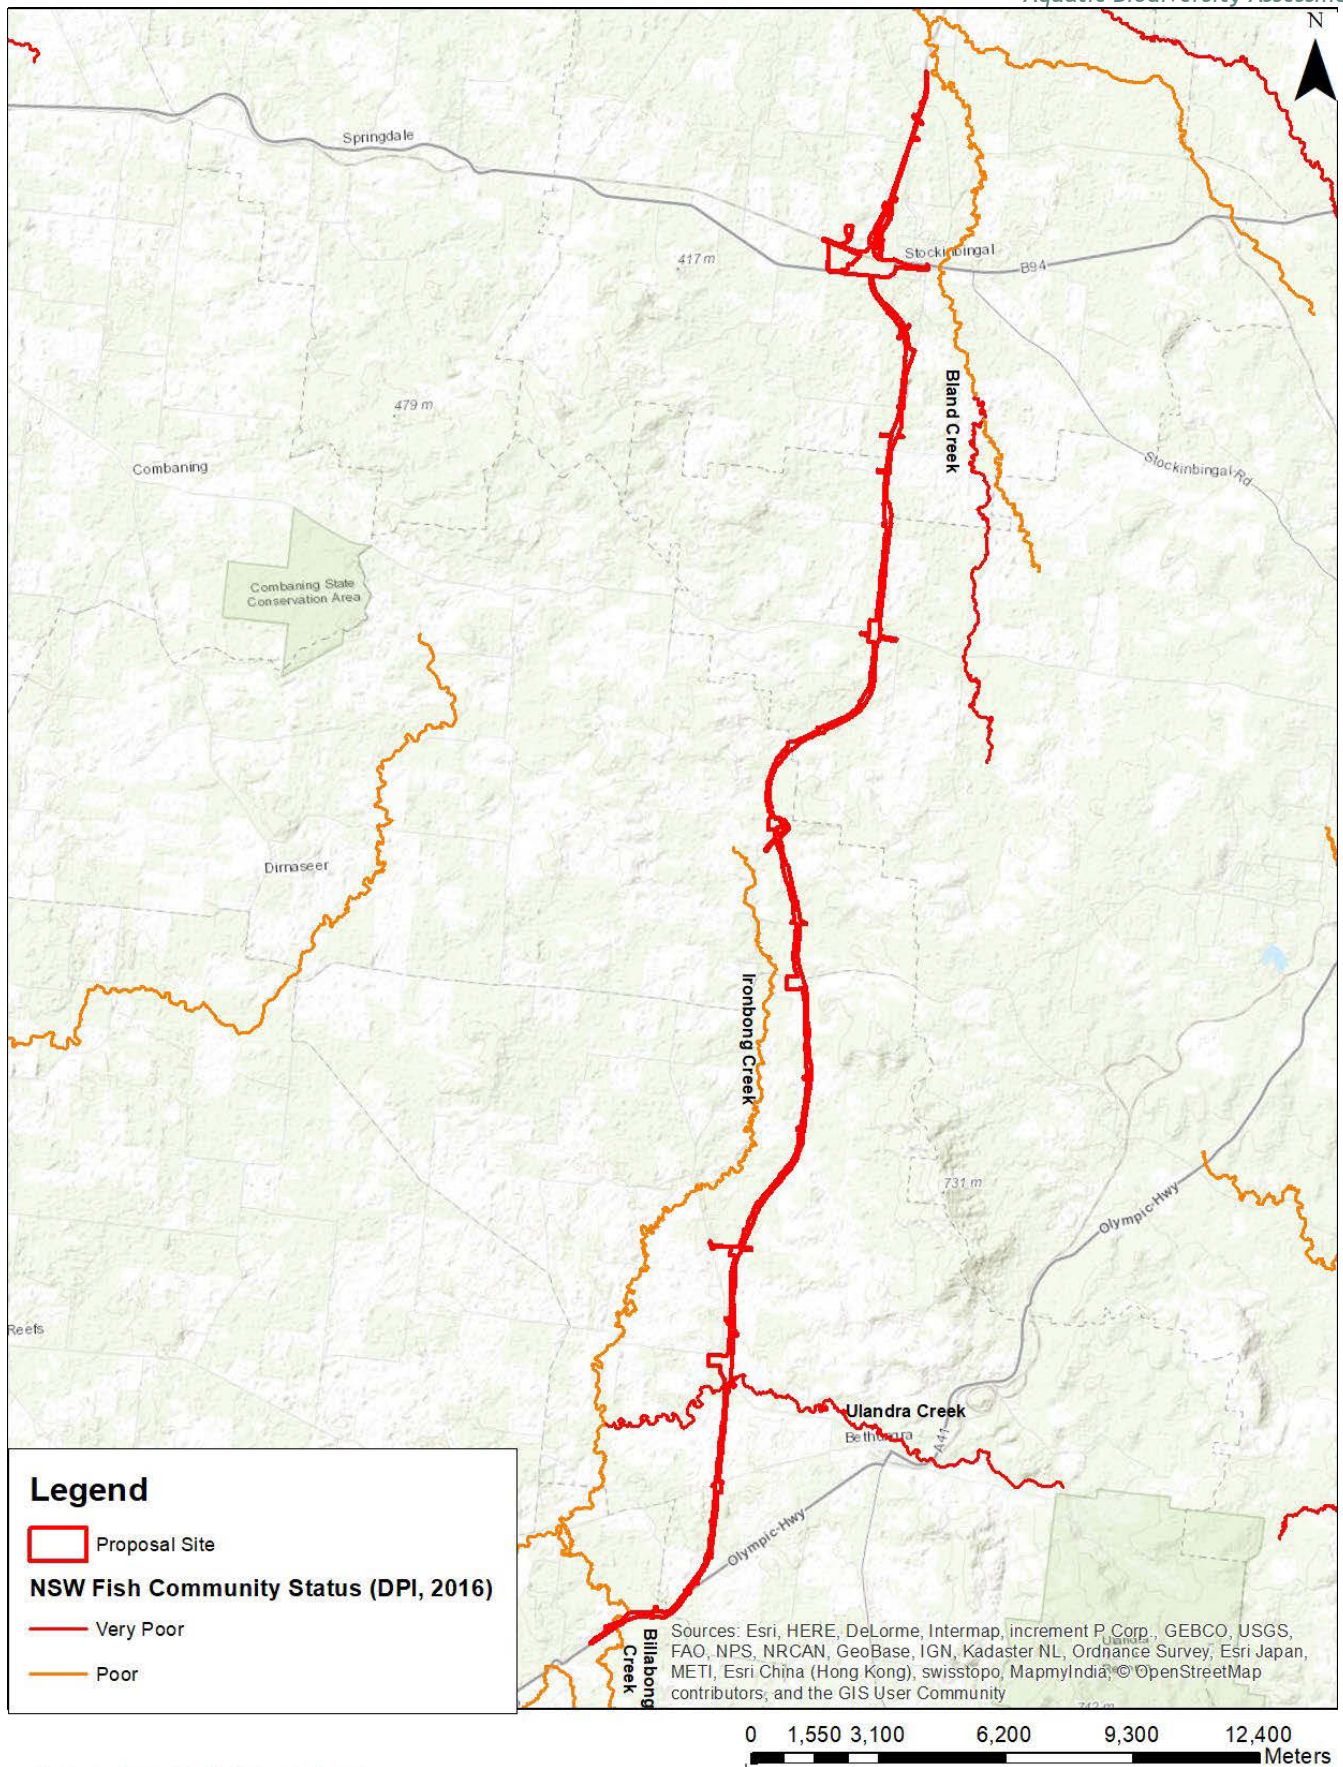 N
Springdale
Stockinbingal
417 m
B94
Bland Creek
479 m
Combaning
Stockinbingal Rd
Combaning State
Conservation Area
Dirnaseer
Ironbong Creek
731 m
Olympic Hwy
Reefs
Ulandra Creek
Bethungra
A41
Olympic Hwy
Legend
Proposal Site
NSW Fish Community Status (DPI, 2016)
Very Poor
Poor
Billabong
Creek
Sources: Esri, HERE, DeLorme, Intermap, increment P Corp., GEBCO, USGS,
FAO, NPS, NRCAN, GeoBase, IGN, Kadaster NL, Ordnance Survey, Esri Japan,
METI, Esri China (Hong Kong), swisstopo, MapmyIndia, © OpenStreetMap
contributors, and the GIS User Community
742 m
0 1,550 3,100 6,200 9,300 12,400
Meters